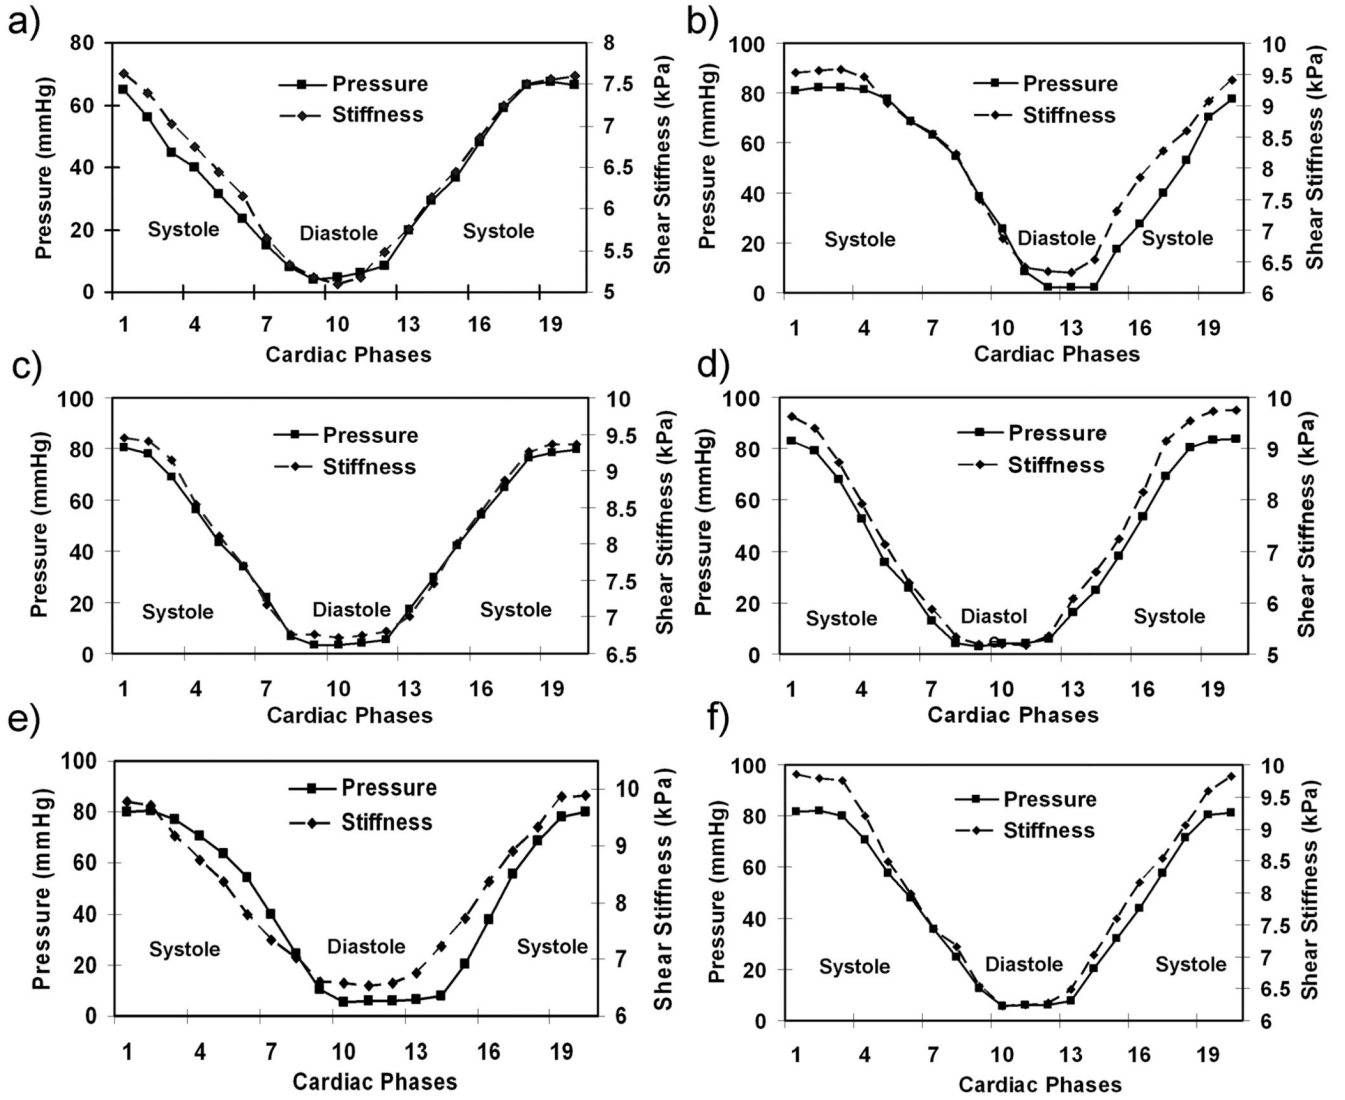 a)
80
60
40
20
0
Pressure (mmHg)
8
7.5
7
6.5
6
5.5
5
Shear Stiffness (kPa)
Pressure
Stiffness
Systole
Diastole
Systole
1 4 7 10 13 16 19
Cardiac Phases
b)
100
80
60
40
20
0
Pressure (mmHg)
10
9.5
9
8.5
8
7.5
7
6.5
6
Shear Stiffness (kPa)
Pressure
Stiffness
Systole
Diastole
Systole
1 4 7 10 13 16 19
Cardiac Phases
c)
100
80
60
40
20
0
Pressure (mmHg)
10
9.5
9
8.5
8
7.5
7
6.5
Shear Stiffness (kPa)
Pressure
Stiffness
Systole
Diastole
Systole
1 4 7 10 13 16 19
Cardiac Phases
d)
100
80
60
40
20
0
Pressure (mmHg)
10
9
8
7
6
5
Shear Stiffness (kPa)
Pressure
Stiffness
Systole
Diastol
e
Systole
1 4 7 10 13 16 19
Cardiac Phases
e)
100
80
60
40
20
0
Pressure (mmHg)
10
9
8
7
6
Shear Stiffness (kPa)
Pressure
Stiffness
Systole
Diastole
Systole
1 4 7 10 13 16 19
Cardiac Phases
f)
100
80
60
40
20
0
Pressure (mmHg)
10
9.5
9
8.5
8
7.5
7
6.5
6
Shear Stiffness (kPa)
Pressure
Stiffness
Systole
Diastole
Systole
1 4 7 10 13 16 19
Cardiac Phases